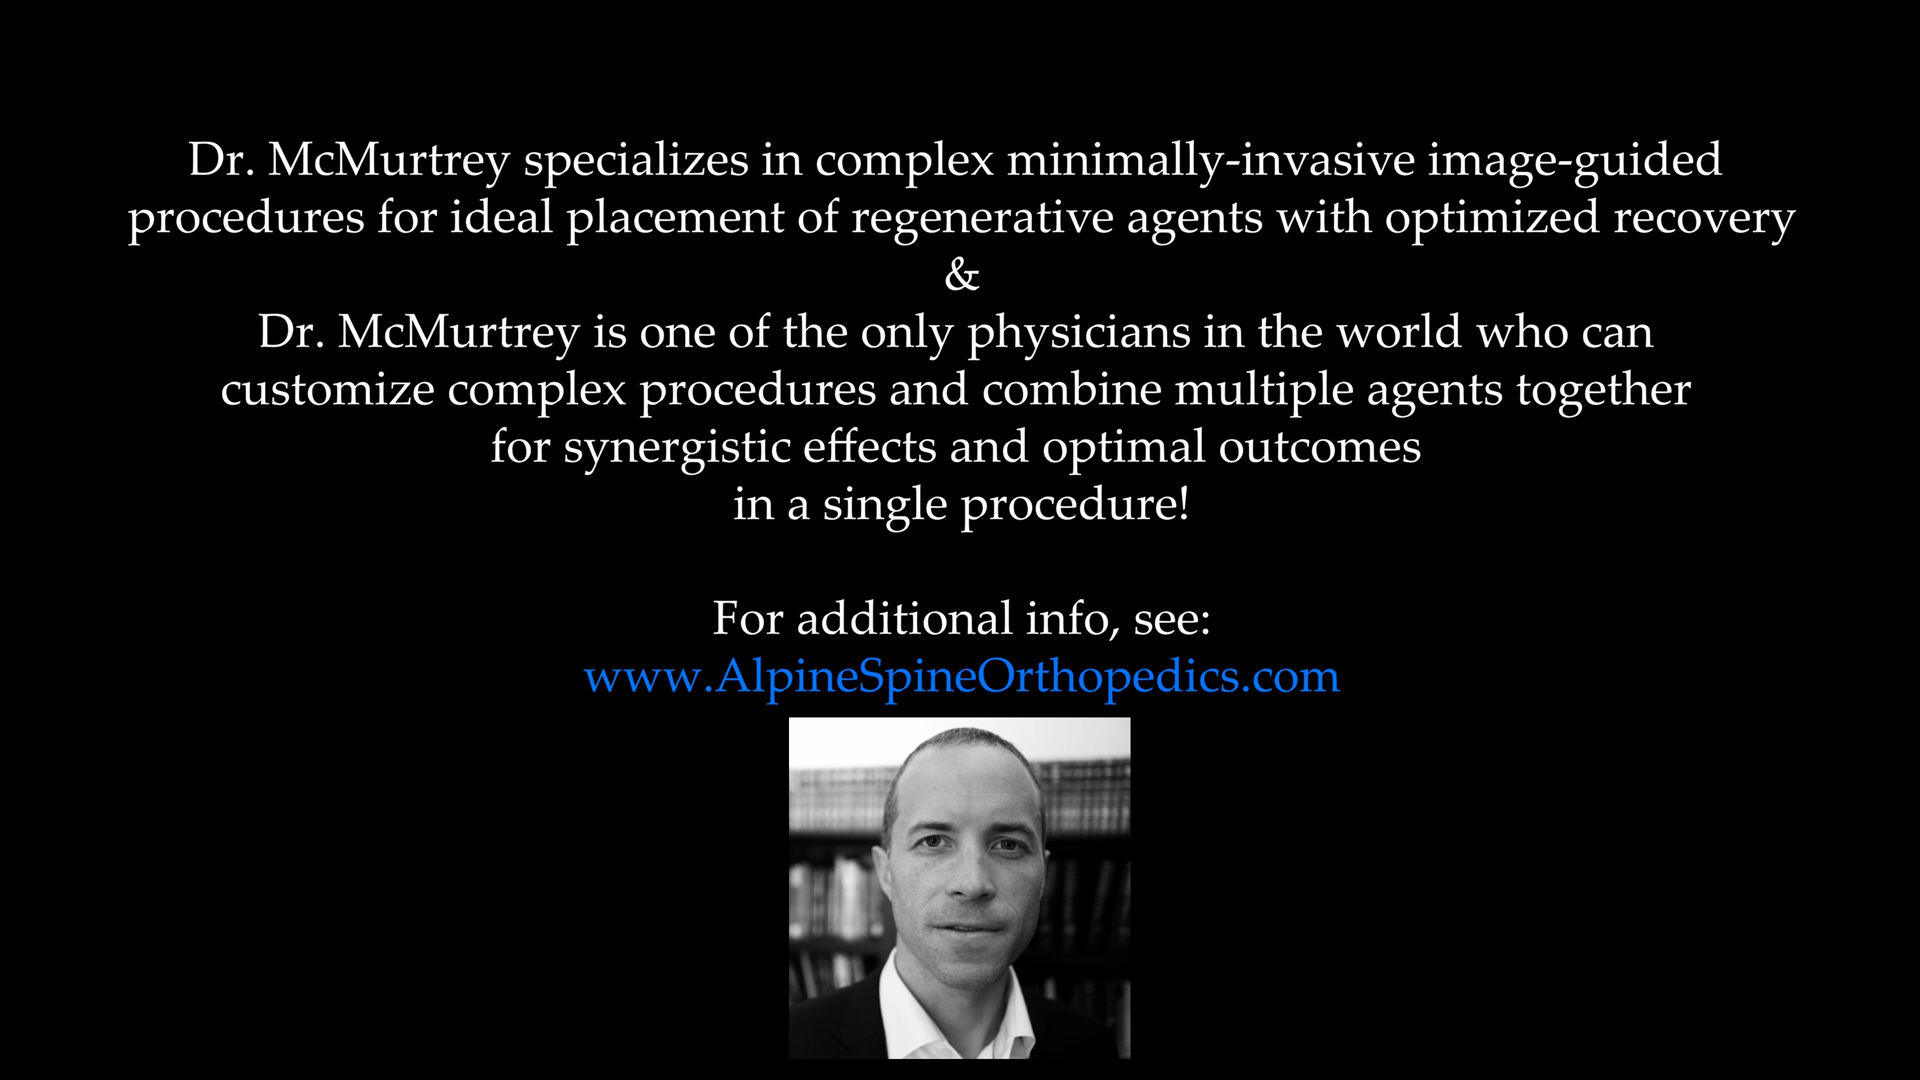 Dr. McMurtrey specializes in complex minimally-invasive image-guided
procedures for ideal placement of regenerative agents with optimized recovery
&
Dr. McMurtrey is one of the only physicians in the world who can
customize complex procedures and combine multiple agents together
for synergistic effects and optimal outcomes
in a single procedure!
For additional info, see:
www.AlpineSpineOrthopedics.com